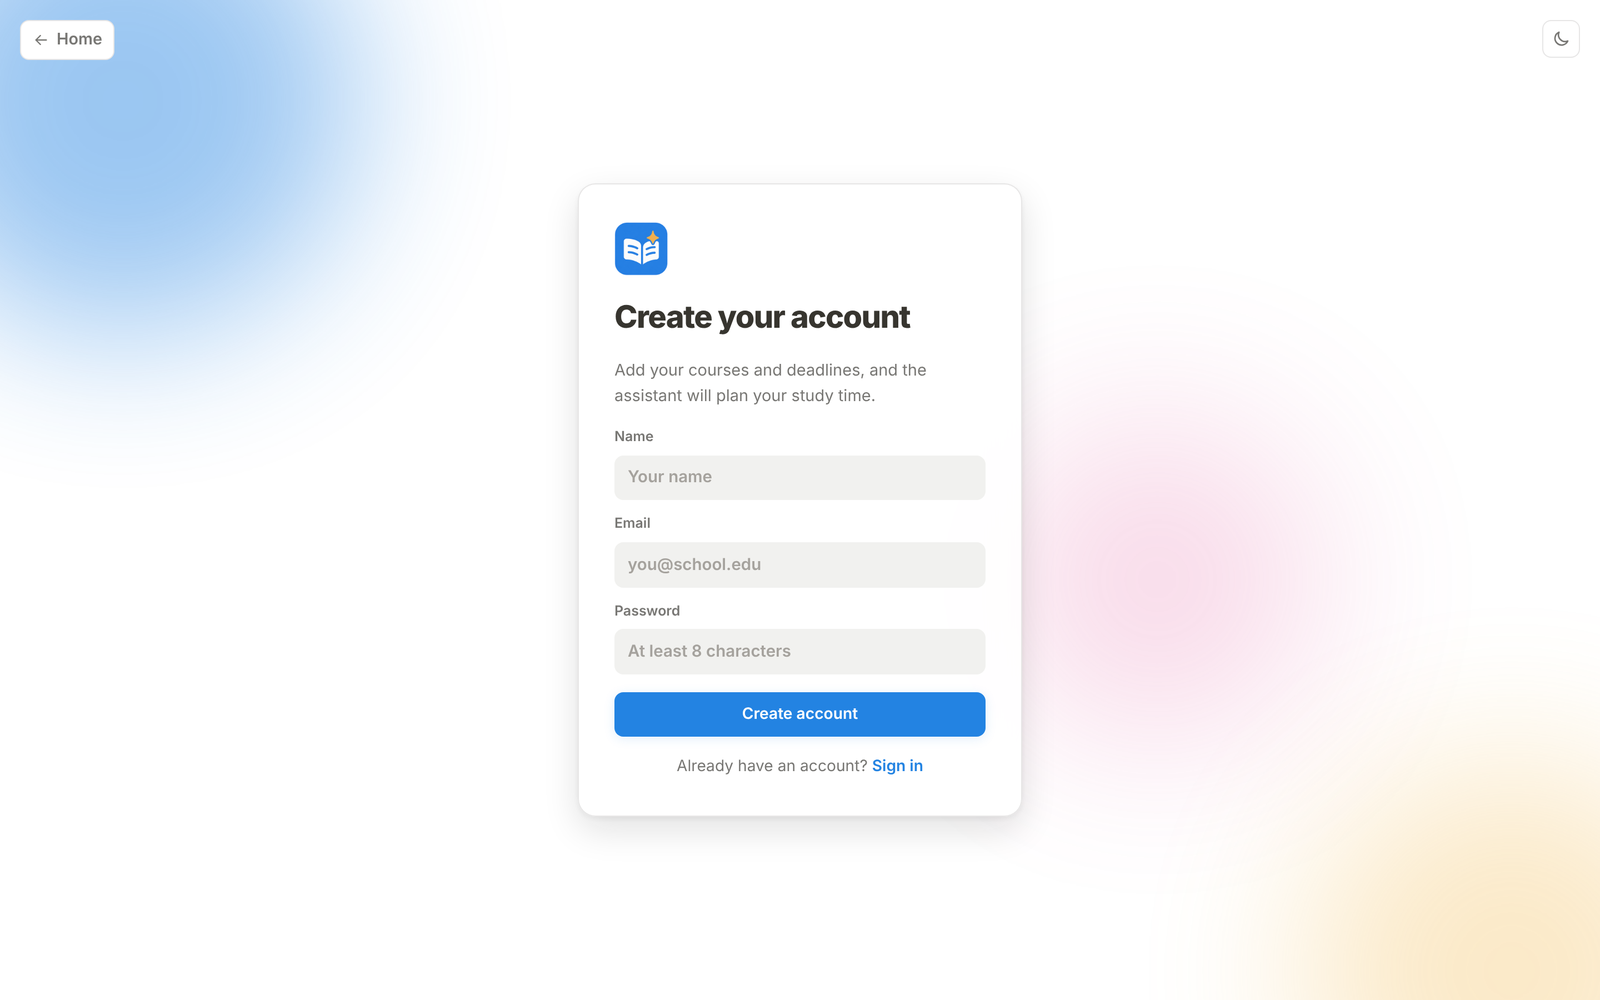 ← Home
Create your account
Add your courses and deadlines, and the
assistant will plan your study time.
Name
Your name
Email
you@school.edu
Password
At least 8 characters
Create account
Already have an account? Sign in